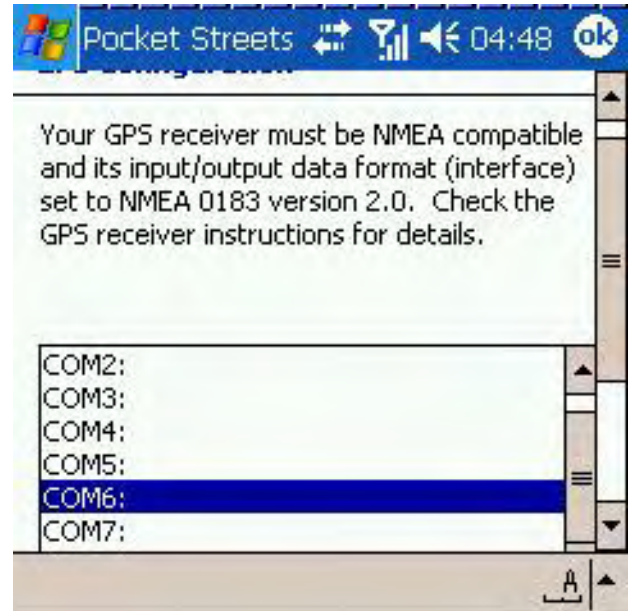 Pocket Streets 04:48 ok
Your GPS receiver must be NMEA compatible
and its input/output data format (interface)
set to NMEA 0183 version 2.0. Check the
GPS receiver instructions for details.
COM2:
COM3:
COM4:
COM5:
COM6:
COM7:
A